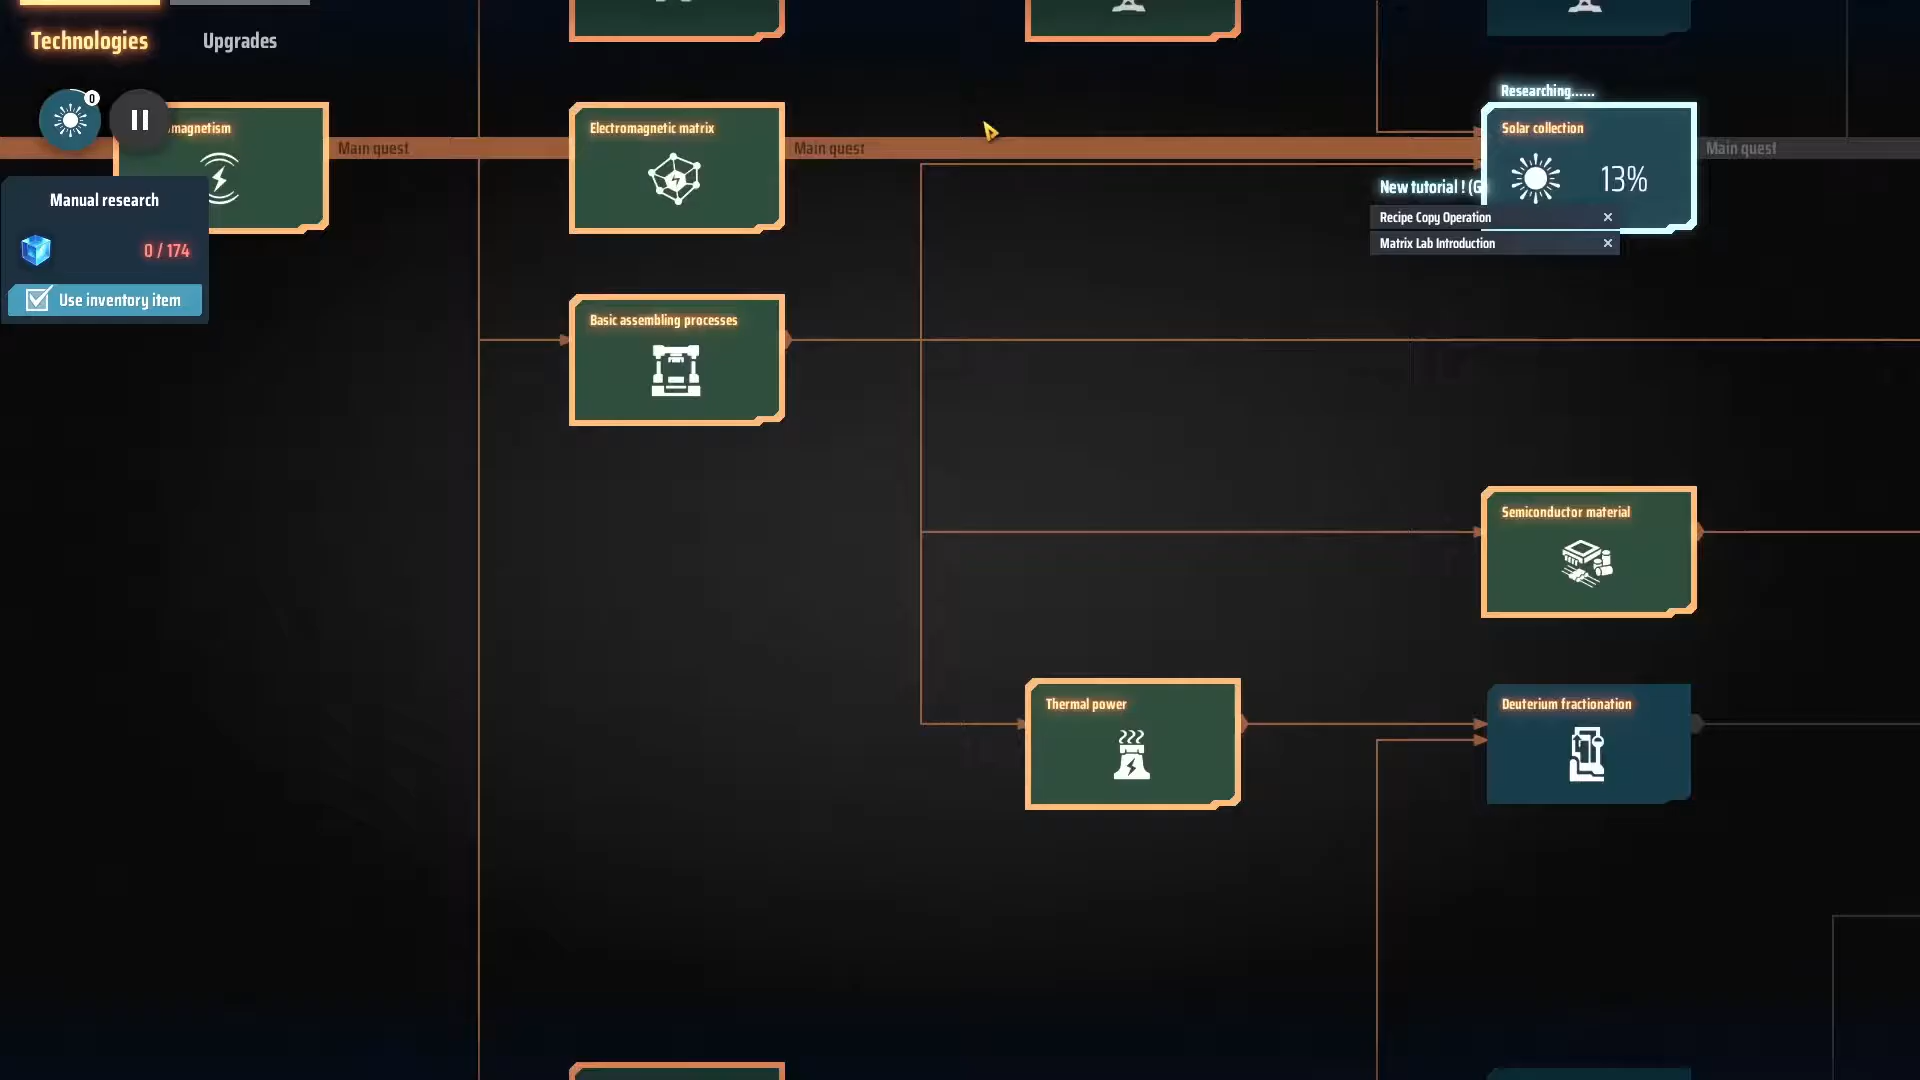 Technologies
Upgrades
0
Researching......
magnetism
Electromagnetic matrix
Solar collection
Main quest
Main quest
Main quest
13%
New tutorial ! (G
Manual research
Recipe Copy Operation
Matrix Lab Introduction
0 / 174
Use inventory item
Basic assembling processes
Semiconductor material
Thermal power
Deuterium fractionation